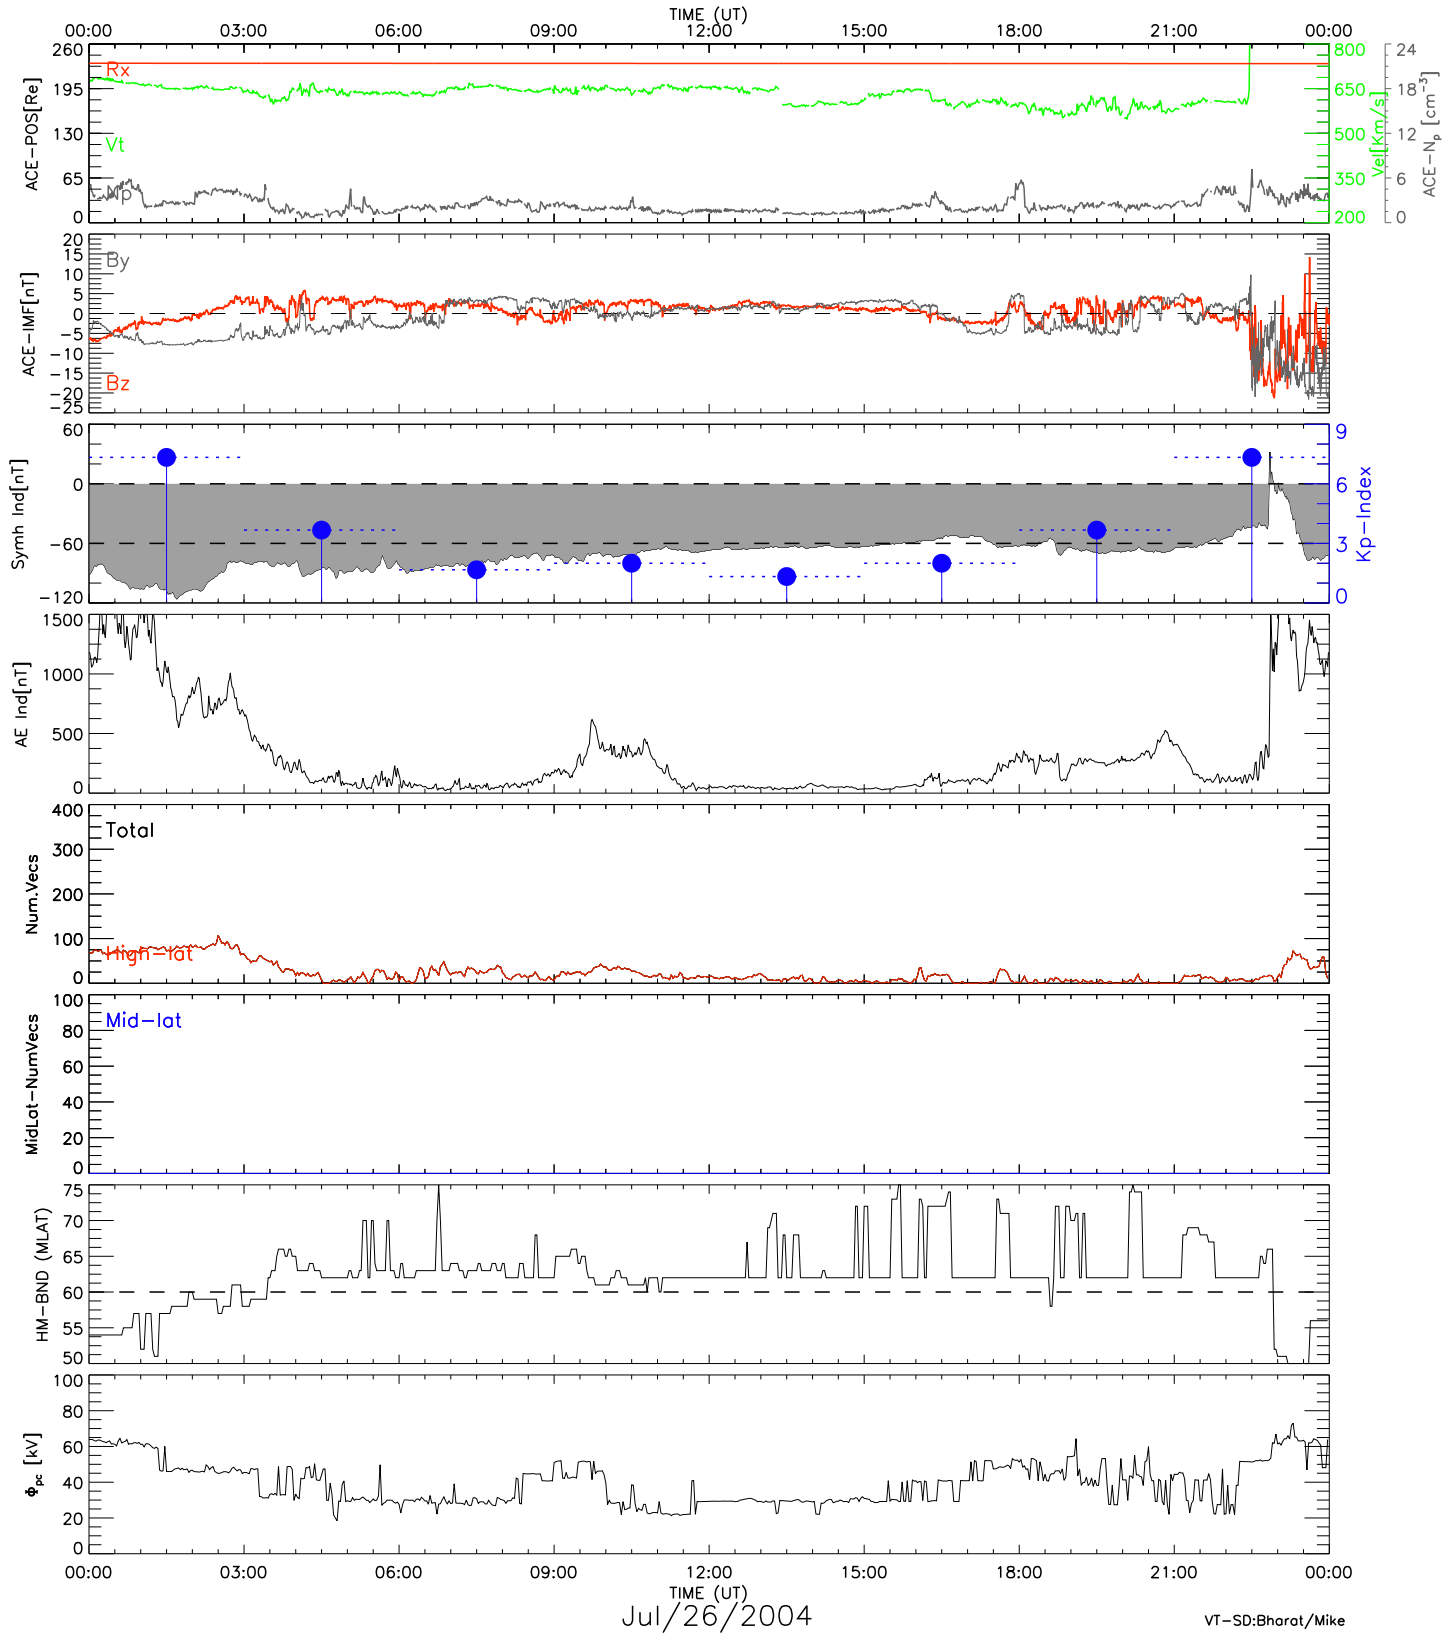 TIME (UT)
00:00 03:00 06:00 09:00 12:00 15:00 18:00 21:00 00:00
ACE-POS[Re]
260
195
130
65
0
Rx
Vt
Np
800
650
500
350
200
Vel[Km/s]
24
18
12
6
0
ACE-Np [cm-3]
ACE-IMF[nT]
20
15
10
5
0
-5
-10
-15
-20
-25
By
Bz
Symh Ind[nT]
60
0
-60
-120
9
6
3
0
Kp-Index
AE Ind[nT]
1500
1000
500
0
Num.Vecs
400
300
200
100
0
Total
High-lat
MidLat-NumVecs
100
80
60
40
20
0
Mid-lat
HM-BND (MLAT)
75
70
65
60
55
50
Φpc [kV]
100
80
60
40
20
0
00:00 03:00 06:00 09:00 12:00 15:00 18:00 21:00 00:00
TIME (UT)
Jul/26/2004
VT-SD:Bharat/Mike